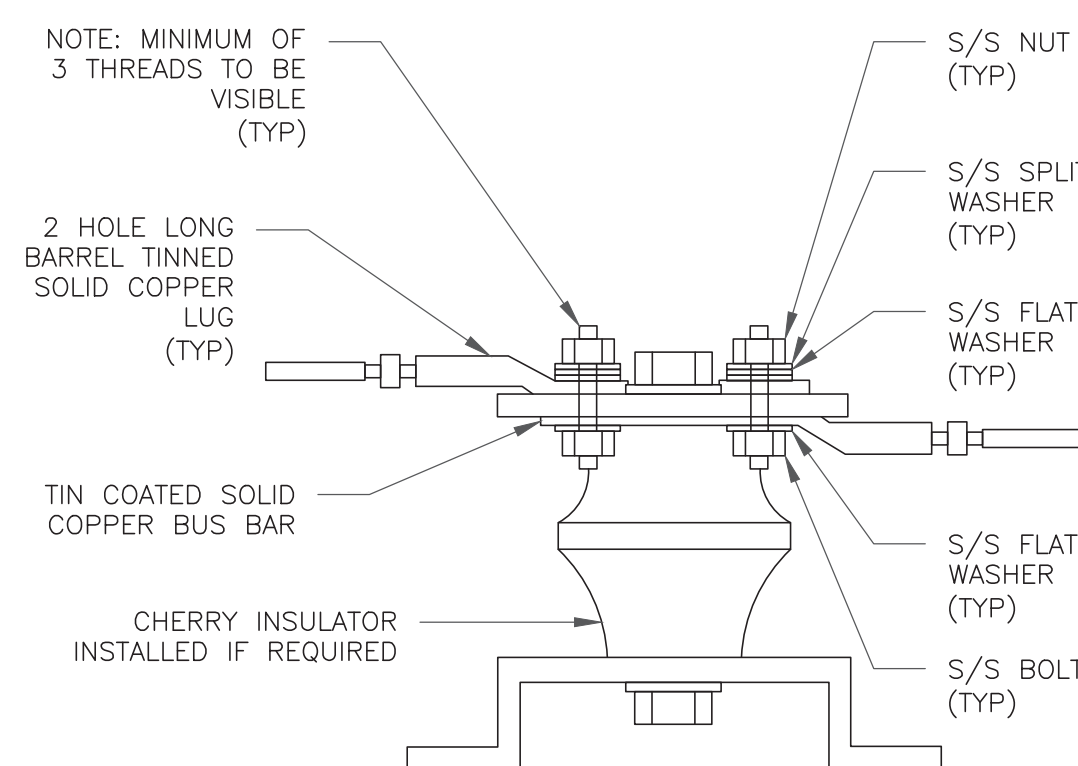 NOTE: MINIMUM OF
3 THREADS TO BE
VISIBLE
(TYP)
2 HOLE LONG
BARREL TINNED
SOLID COPPER
LUG
(TYP)
TIN COATED SOLID
COPPER BUS BAR
CHERRY INSULATOR
INSTALLED IF REQUIRED
S/S NUT
(TYP)
S/S SPLIT
WASHER
(TYP)
S/S FLAT
WASHER
(TYP)
S/S FLAT
WASHER
(TYP)
S/S BOLT
(TYP)